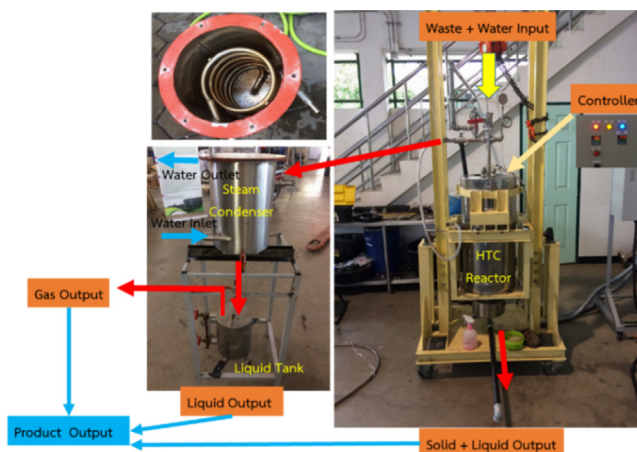 Waste + Water Input
Controller
Water Outlet
Steam
Condenser
Water Inlet
HTC
Reactor
Gas Output
Liquid Tank
Liquid Output
Product Output
Solid + Liquid Output